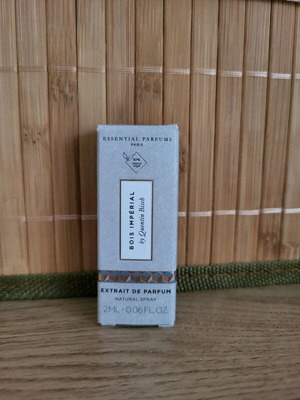 ESSENTIAL PARFUMS
PARIS
BOIS IMPÉRIAL
by Quentin Bisch
EXTRAIT DE PARFUM
NATURAL SPRAY
2ML - 0.06FL.OZ.